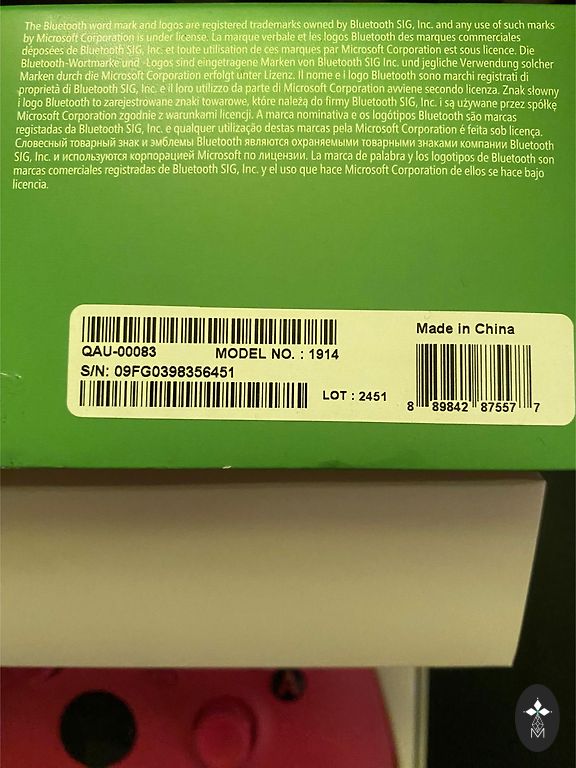 The Bluetooth word mark and logos are registered trademarks owned by Bluetooth SIG, Inc. and any use of such marks
by Microsoft Corporation is under license. La marque verbale et les logos Bluetooth des marques commerciales
déposées de Bluetooth SIG, Inc. et toute utilisation de ces marques par Microsoft Corporation est sous licence. Die
Bluetooth-Wortmarke und -Logos sind eingetragene Marken von Bluetooth SIG Inc. und jegliche Verwendung solcher
Marken durch die Microsoft Corporation erfolgt unter Lizenz. Il nome e i logo Bluetooth sono marchi registrati di
proprietà di Bluetooth SIG, Inc. e il loro utilizzo da parte di Microsoft Corporation avviene secondo licenza. Znak słowny
i logo Bluetooth to zarejestrowane znaki towarowe, które należą do firmy Bluetooth SIG, Inc. i są używane przez spółkę
Microsoft Corporation zgodnie z warunkami licencji. A marca nominativa e os logótipos Bluetooth são marcas
registadas da Bluetooth SIG, Inc. e qualquer utilização destas marcas pela Microsoft Corporation é feita sob licença.
Словесный товарный знак и эмблемы Bluetooth являются охраняемыми товарными знаками компании Bluetooth
SIG, Inc. и используются корпорацией Microsoft по лицензии. La marca de palabra y los logotipos de Bluetooth son
marcas comerciales registradas de Bluetooth SIG, Inc. y el uso que hace Microsoft Corporation de ellos se hace bajo
licencia.
Made in China
QAU-00083 MODEL NO. : 1914
S/N: 09FG0398356451
LOT : 2451
8 89842 87557 7
A
M